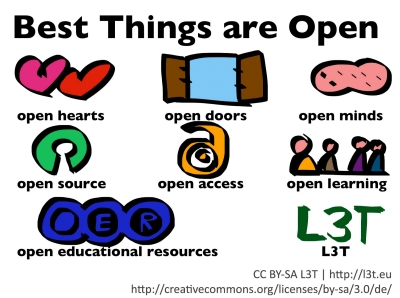 Best Things are Open
open hearts
open doors
open minds
open source
open access
open learning
OER
L3T
open educational resources
L3T
CC BY-SA L3T | http://l3t.eu
http://creativecommons.org/licenses/by-sa/3.0/de/